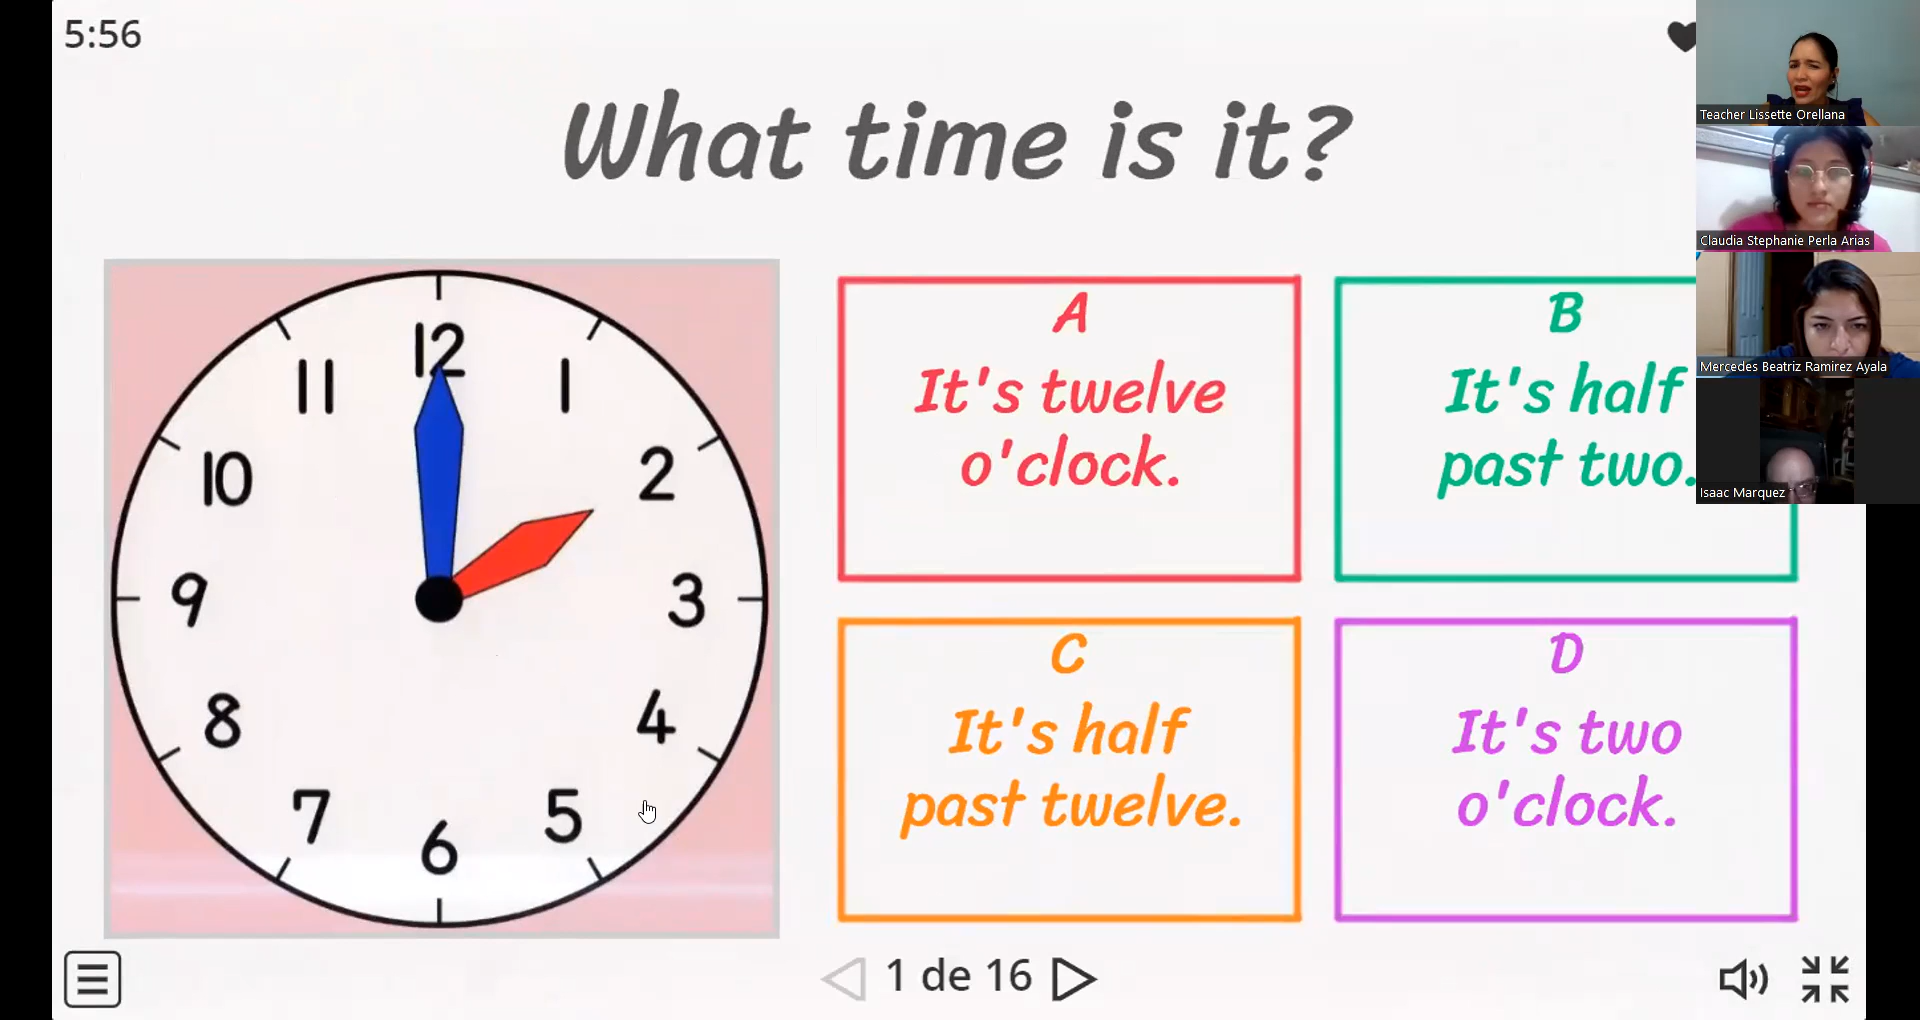 5:56
What time is it?
12
1
2
3
4
5
6
7
8
9
10
11
A
It's twelve
o'clock.
B
It's half
past two.
C
It's half
past twelve.
D
It's two
o'clock.
1 de 16
Teacher Lissette Orellana
Claudia Stephanie Perla Arias
Mercedes Beatriz Ramirez Ayala
Isaac Marquez